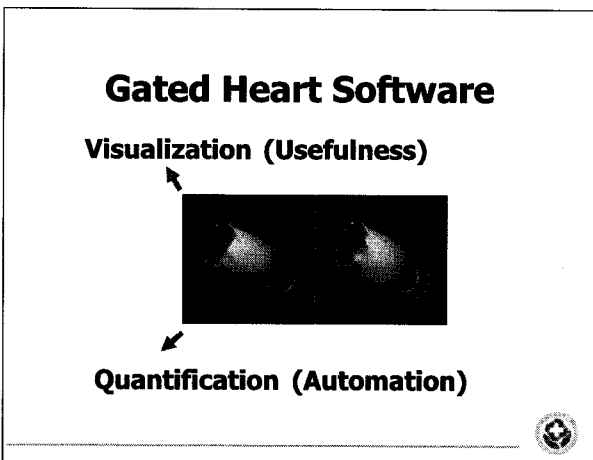 Gated Heart Software
Visualization (Usefulness)
Quantification (Automation)